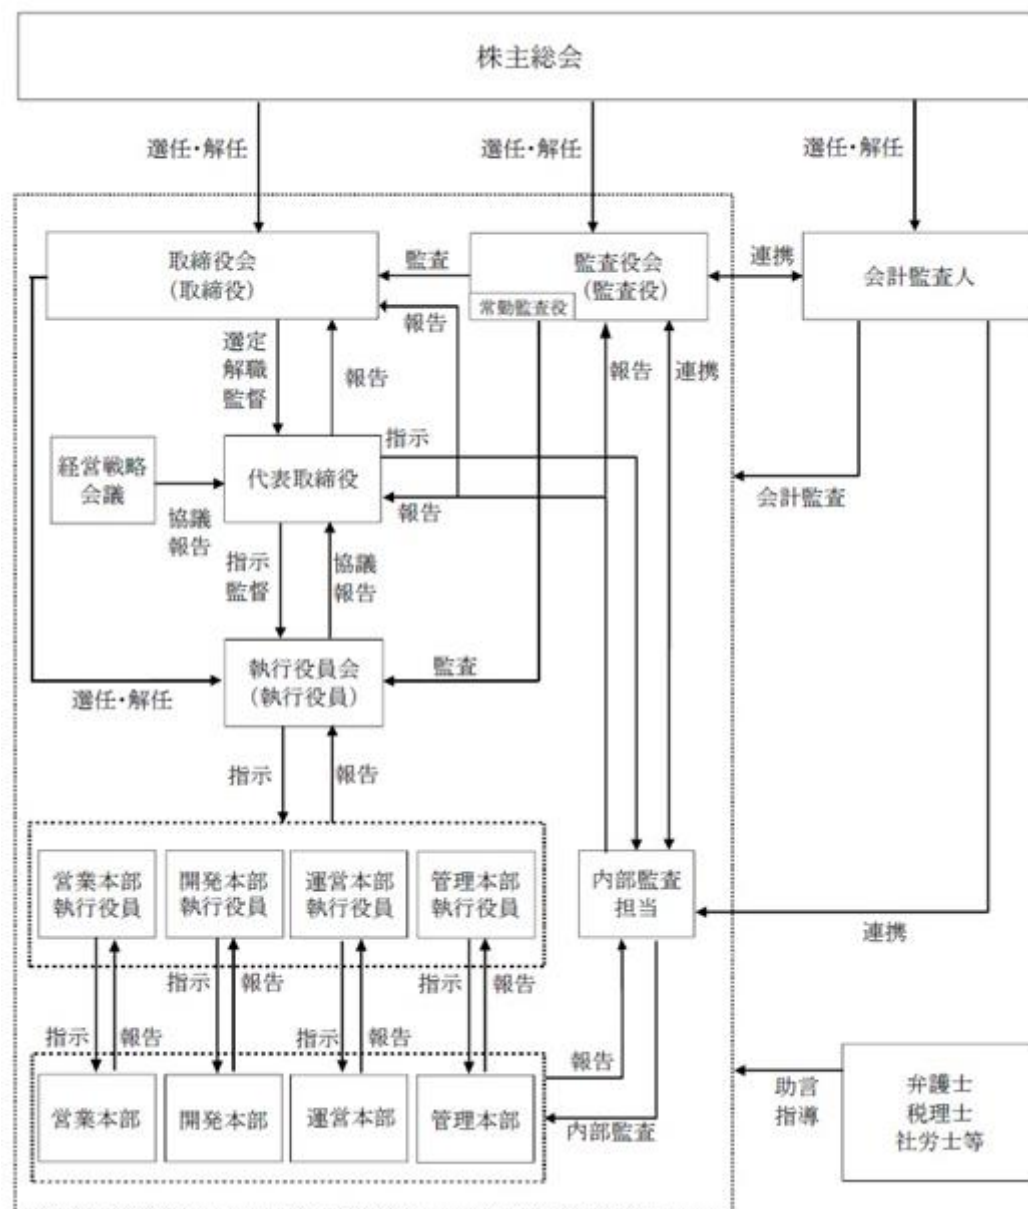 株主総会
選任・解任
選任・解任
選任・解任
取締役会
(取締役)
監査
監査役会
(監査役)
常勤監査役
連携
会計監査人
報告
選定
解職
監督
報告
報告
連携
指示
経営戦略
会議
代表取締役
報告
会計監査
協議
報告
指示
監督
協議
報告
執行役員会
(執行役員)
監査
選任・解任
指示
報告
営業本部
執行役員
開発本部
執行役員
運営本部
執行役員
管理本部
執行役員
内部監査
担当
連携
指示
報告
指示
報告
指示
報告
指示
報告
報告
営業本部
開発本部
運営本部
管理本部
内部監査
助言
指導
弁護士
税理士
社労士等